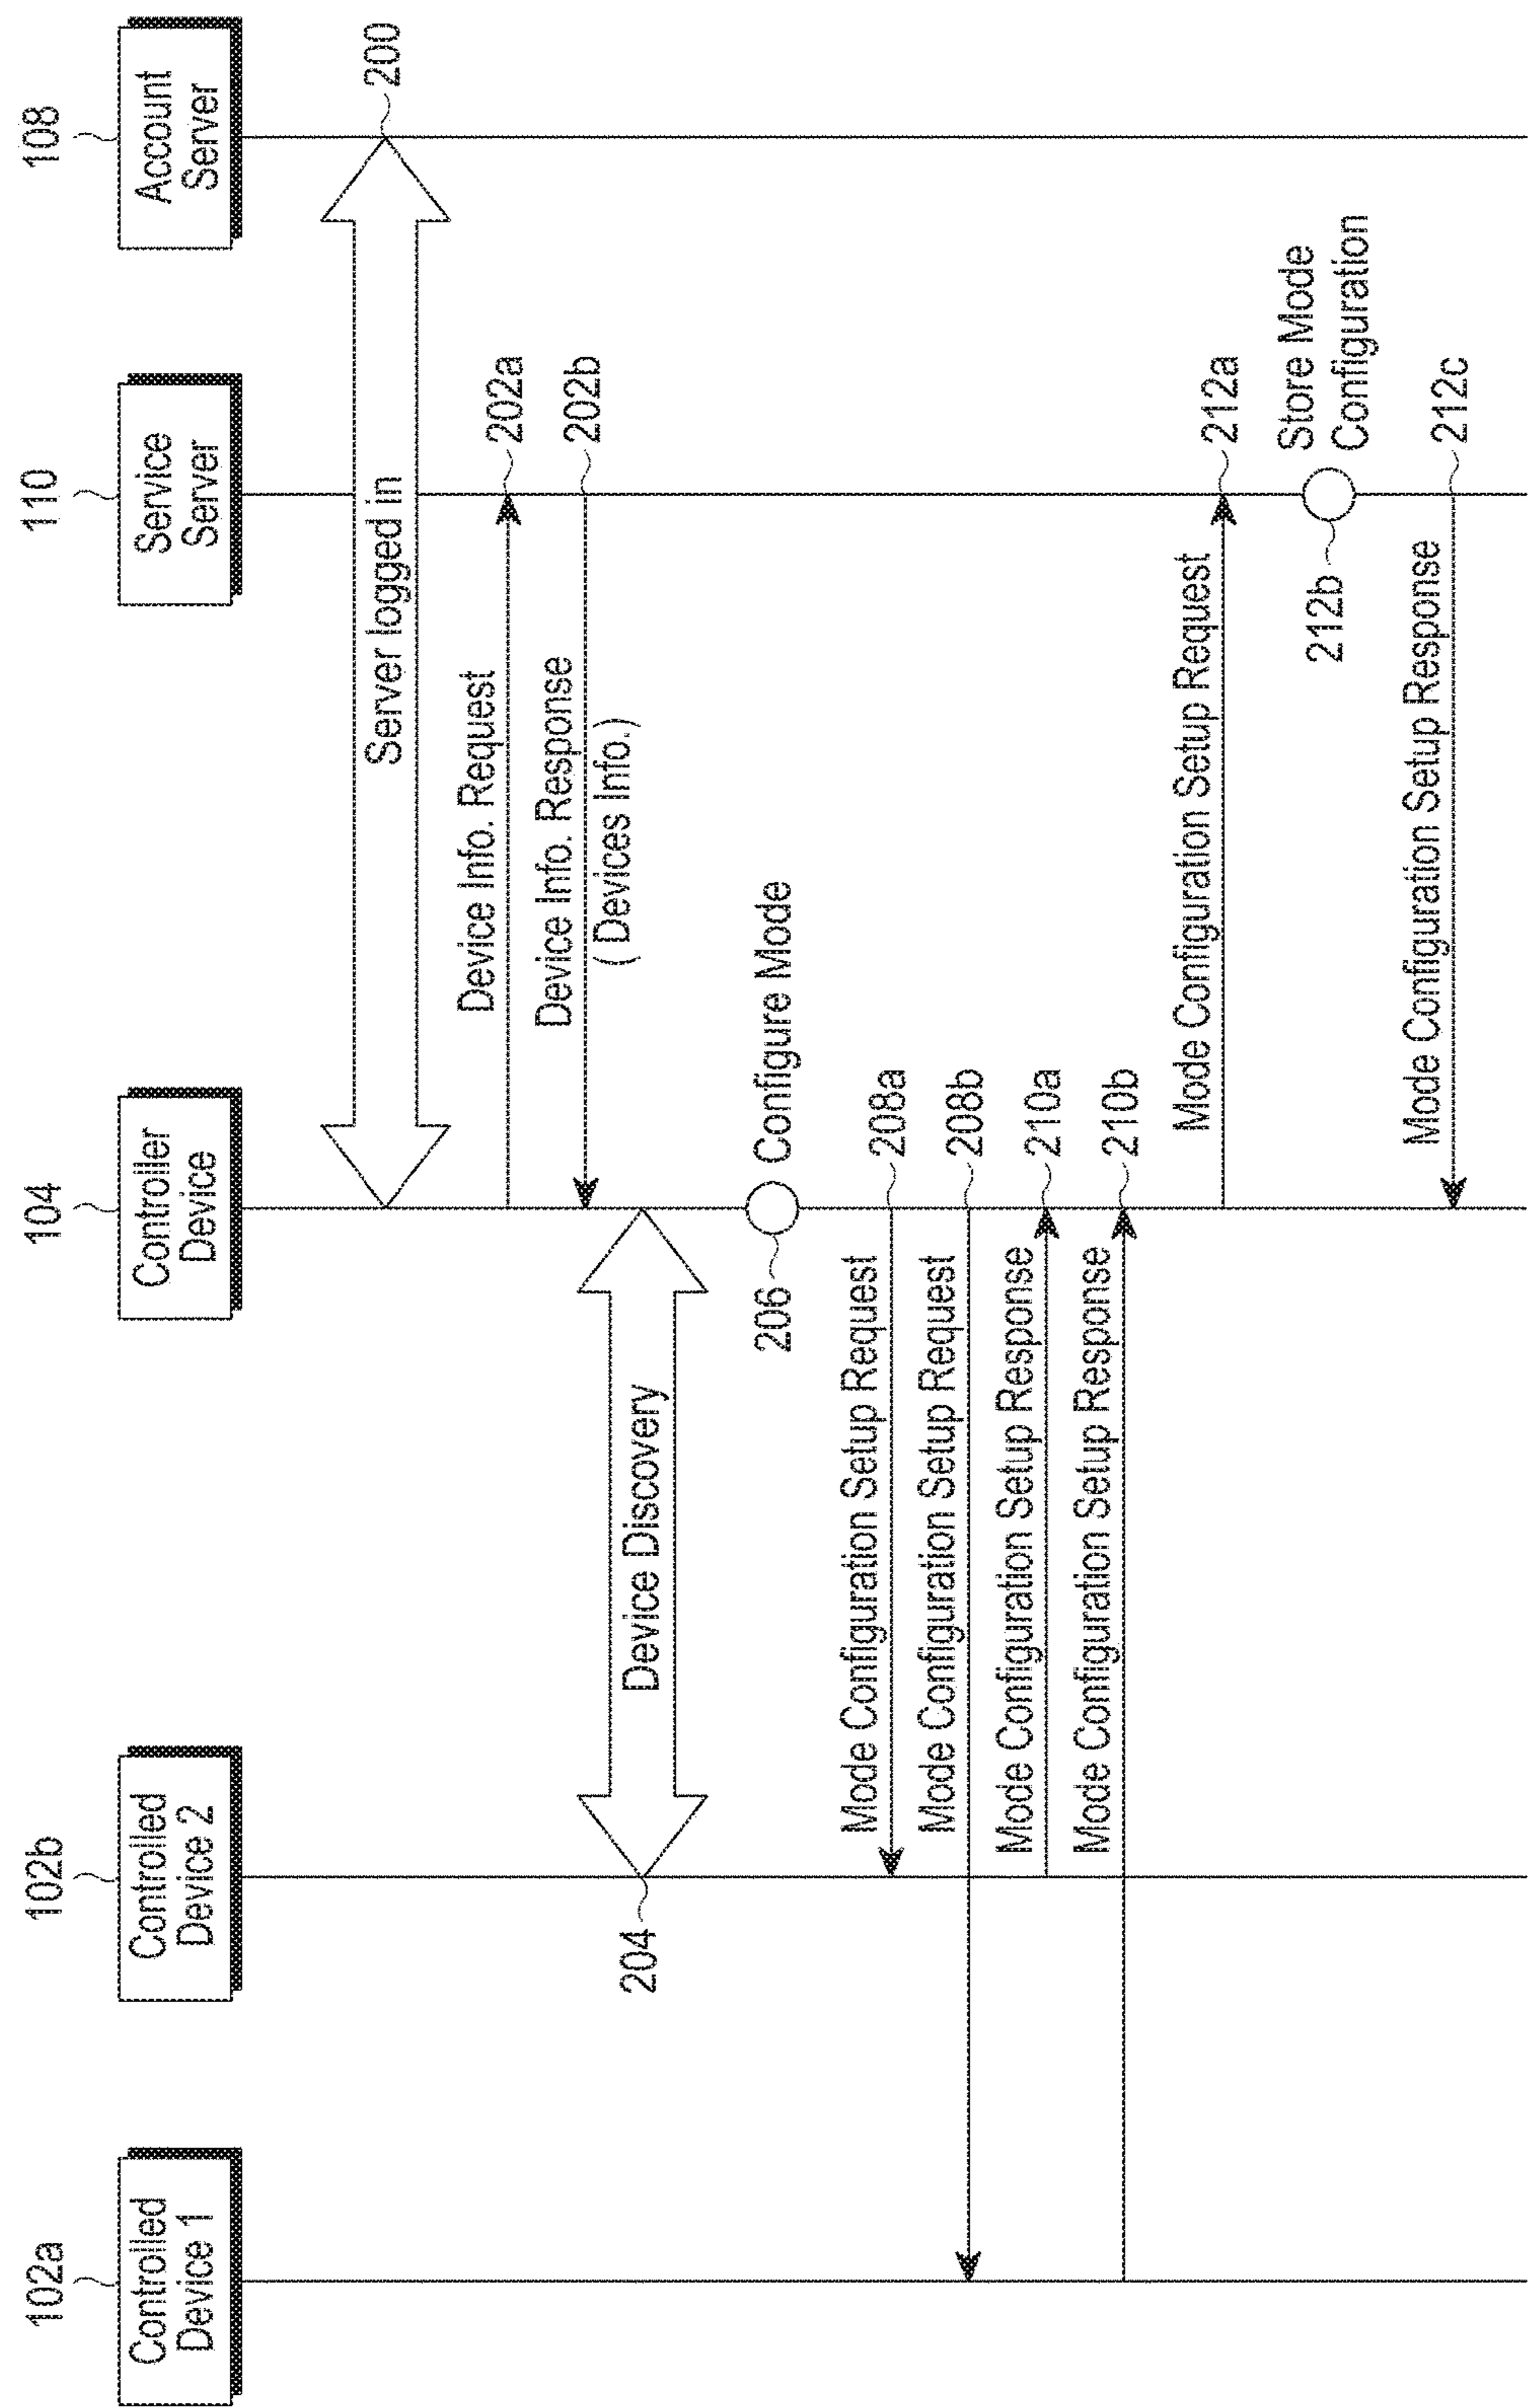 102a
102b
104
110
108
Controlled
Device 1
Controlled
Device 2
Controller
Device
Service
Server
Account
Server
Server logged in
200
Device Info. Request
202a
Device Info. Response
202b
( Devices Info.)
204
Device Discovery
206
Configure Mode
Mode Configuration Setup Request
208a
Mode Configuration Setup Request
208b
Mode Configuration Setup Response
210a
Mode Configuration Setup Response
210b
Mode Configuration Setup Request
212a
212b
Store Mode
Configuration
Mode Configuration Setup Response
212c